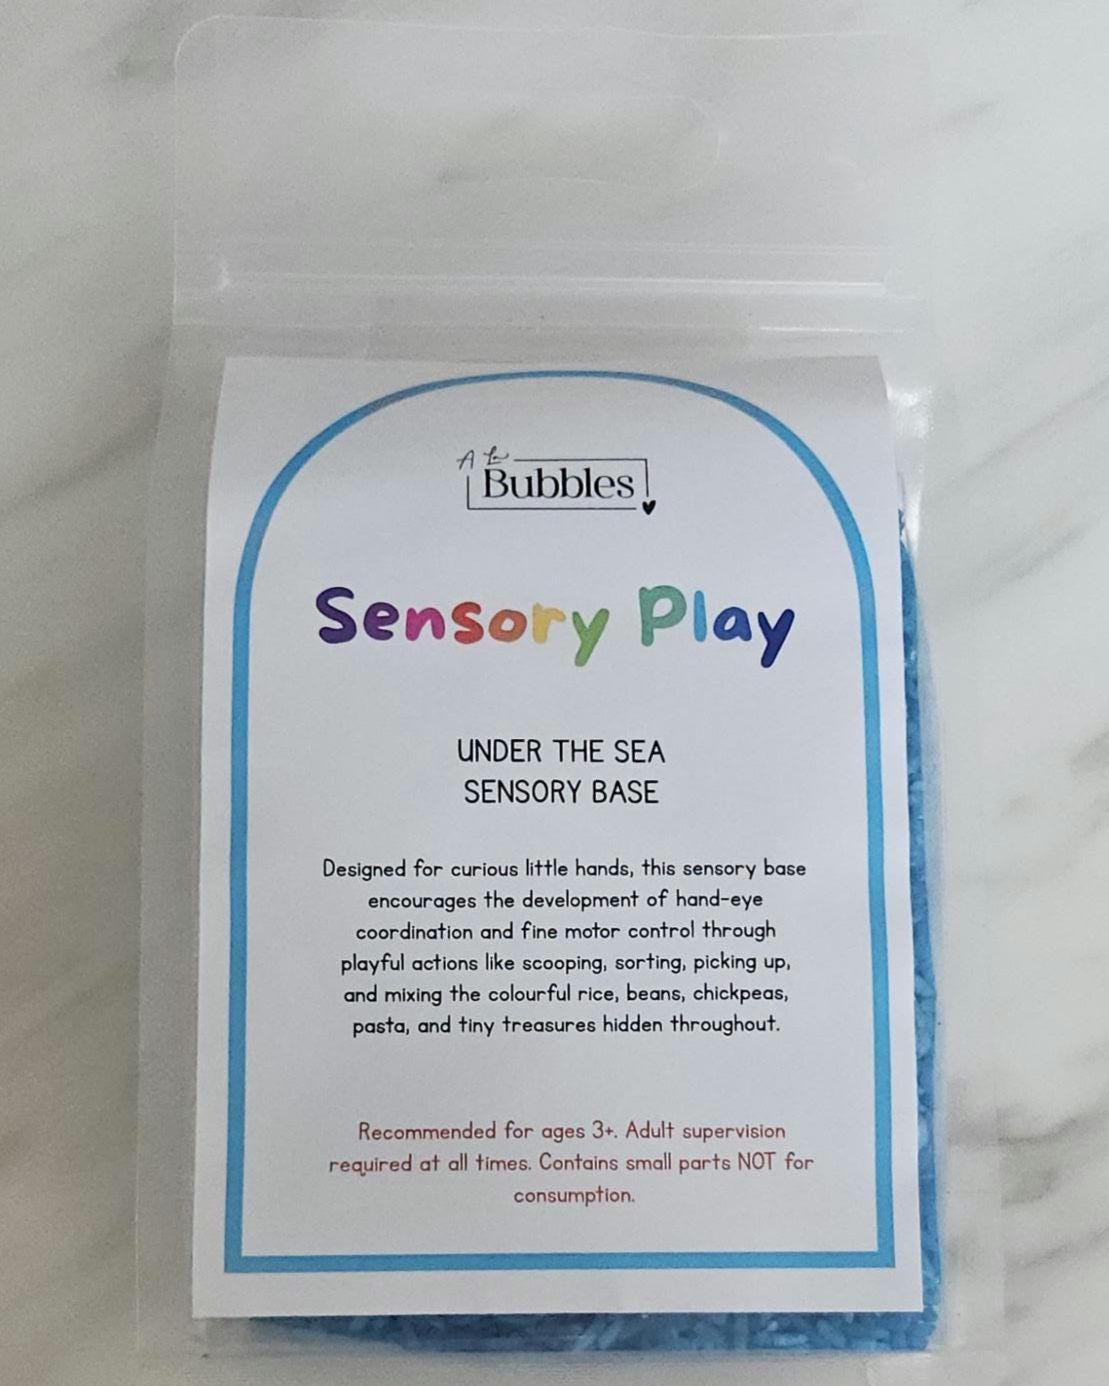 A La
Bubbles
Sensory Play
UNDER THE SEA
SENSORY BASE
Designed for curious little hands, this sensory base
encourages the development of hand-eye
coordination and fine motor control through
playful actions like scooping, sorting, picking up,
and mixing the colourful rice, beans, chickpeas,
pasta, and tiny treasures hidden throughout.
Recommended for ages 3+. Adult supervision
required at all times. Contains small parts NOT for
consumption.